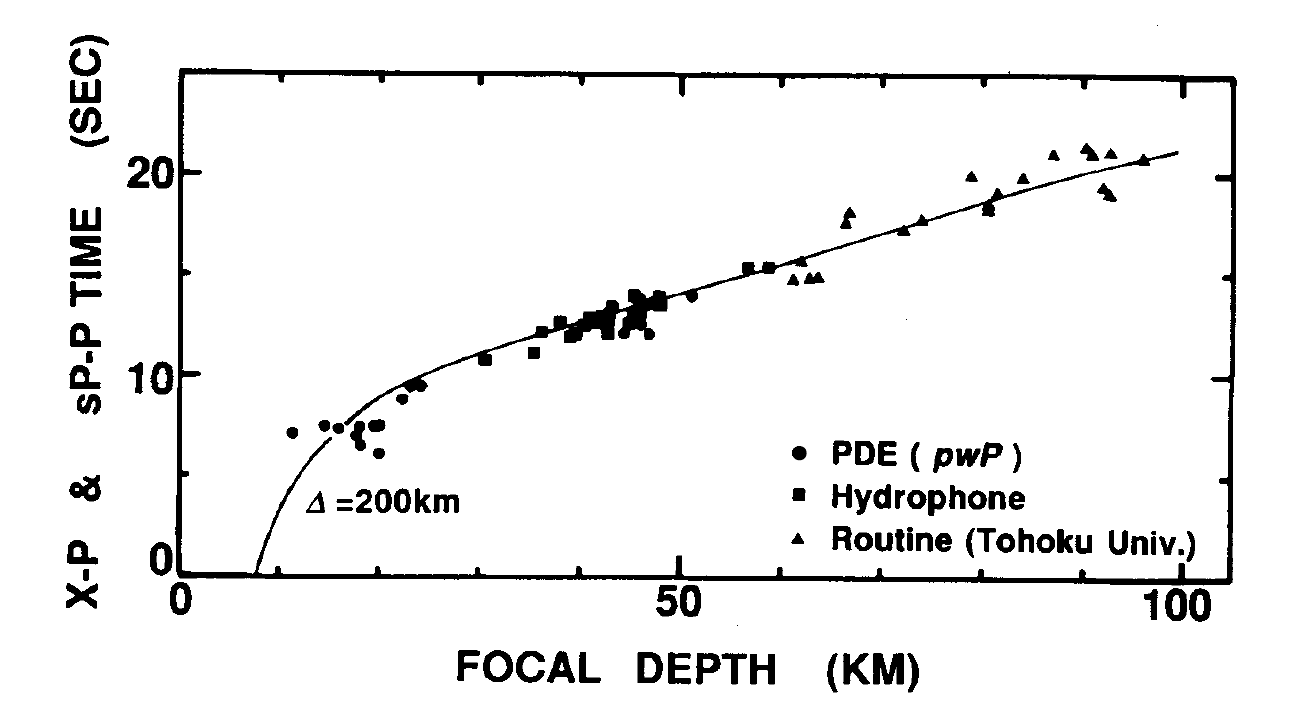 X-P & sP-P TIME (SEC)
20
10
0
Δ =200km
PDE ( pwP )
Hydrophone
Routine (Tohoku Univ.)
0 50 100
FOCAL DEPTH (KM)